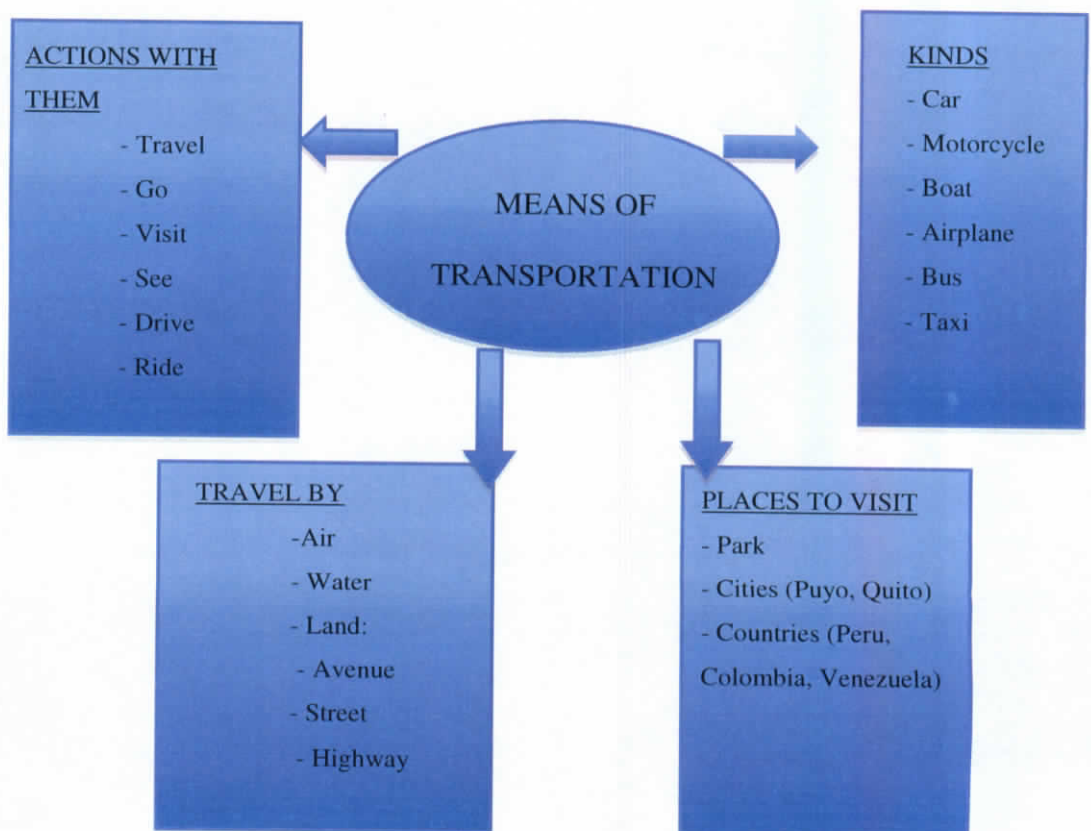 ACTIONS WITH
THEM
- Travel
- Go
- Visit
- See
- Drive
- Ride
MEANS OF
TRANSPORTATION
KINDS
- Car
- Motorcycle
- Boat
- Airplane
- Bus
- Taxi
TRAVEL BY
-Air
- Water
- Land:
- Avenue
- Street
- Highway
PLACES TO VISIT
- Park
- Cities (Puyo, Quito)
- Countries (Peru,
Colombia, Venezuela)